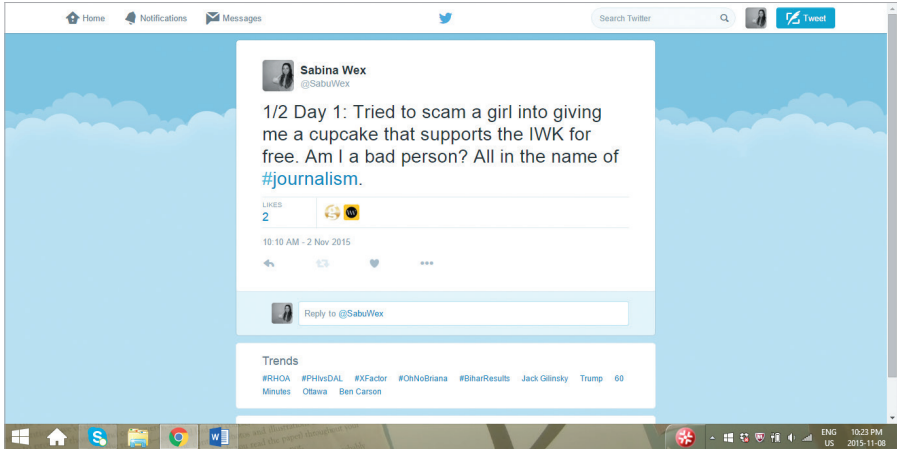 Home Notifications Messages Search Twitter Tweet
Sabina Wex
@SabuWex
1/2 Day 1: Tried to scam a girl into giving
me a cupcake that supports the IWK for
free. Am I a bad person? All in the name of
#journalism.
LIKES
2
10:10 AM - 2 Nov 2015
Reply to @SabuWex
Trends
#RHOA #PHIvsDAL #XFactor #OhNoBriana #BiharResults Jack Gilinsky Trump 60
Minutes Ottawa Ben Carson
ENG 10:23 PM
US 2015-11-08